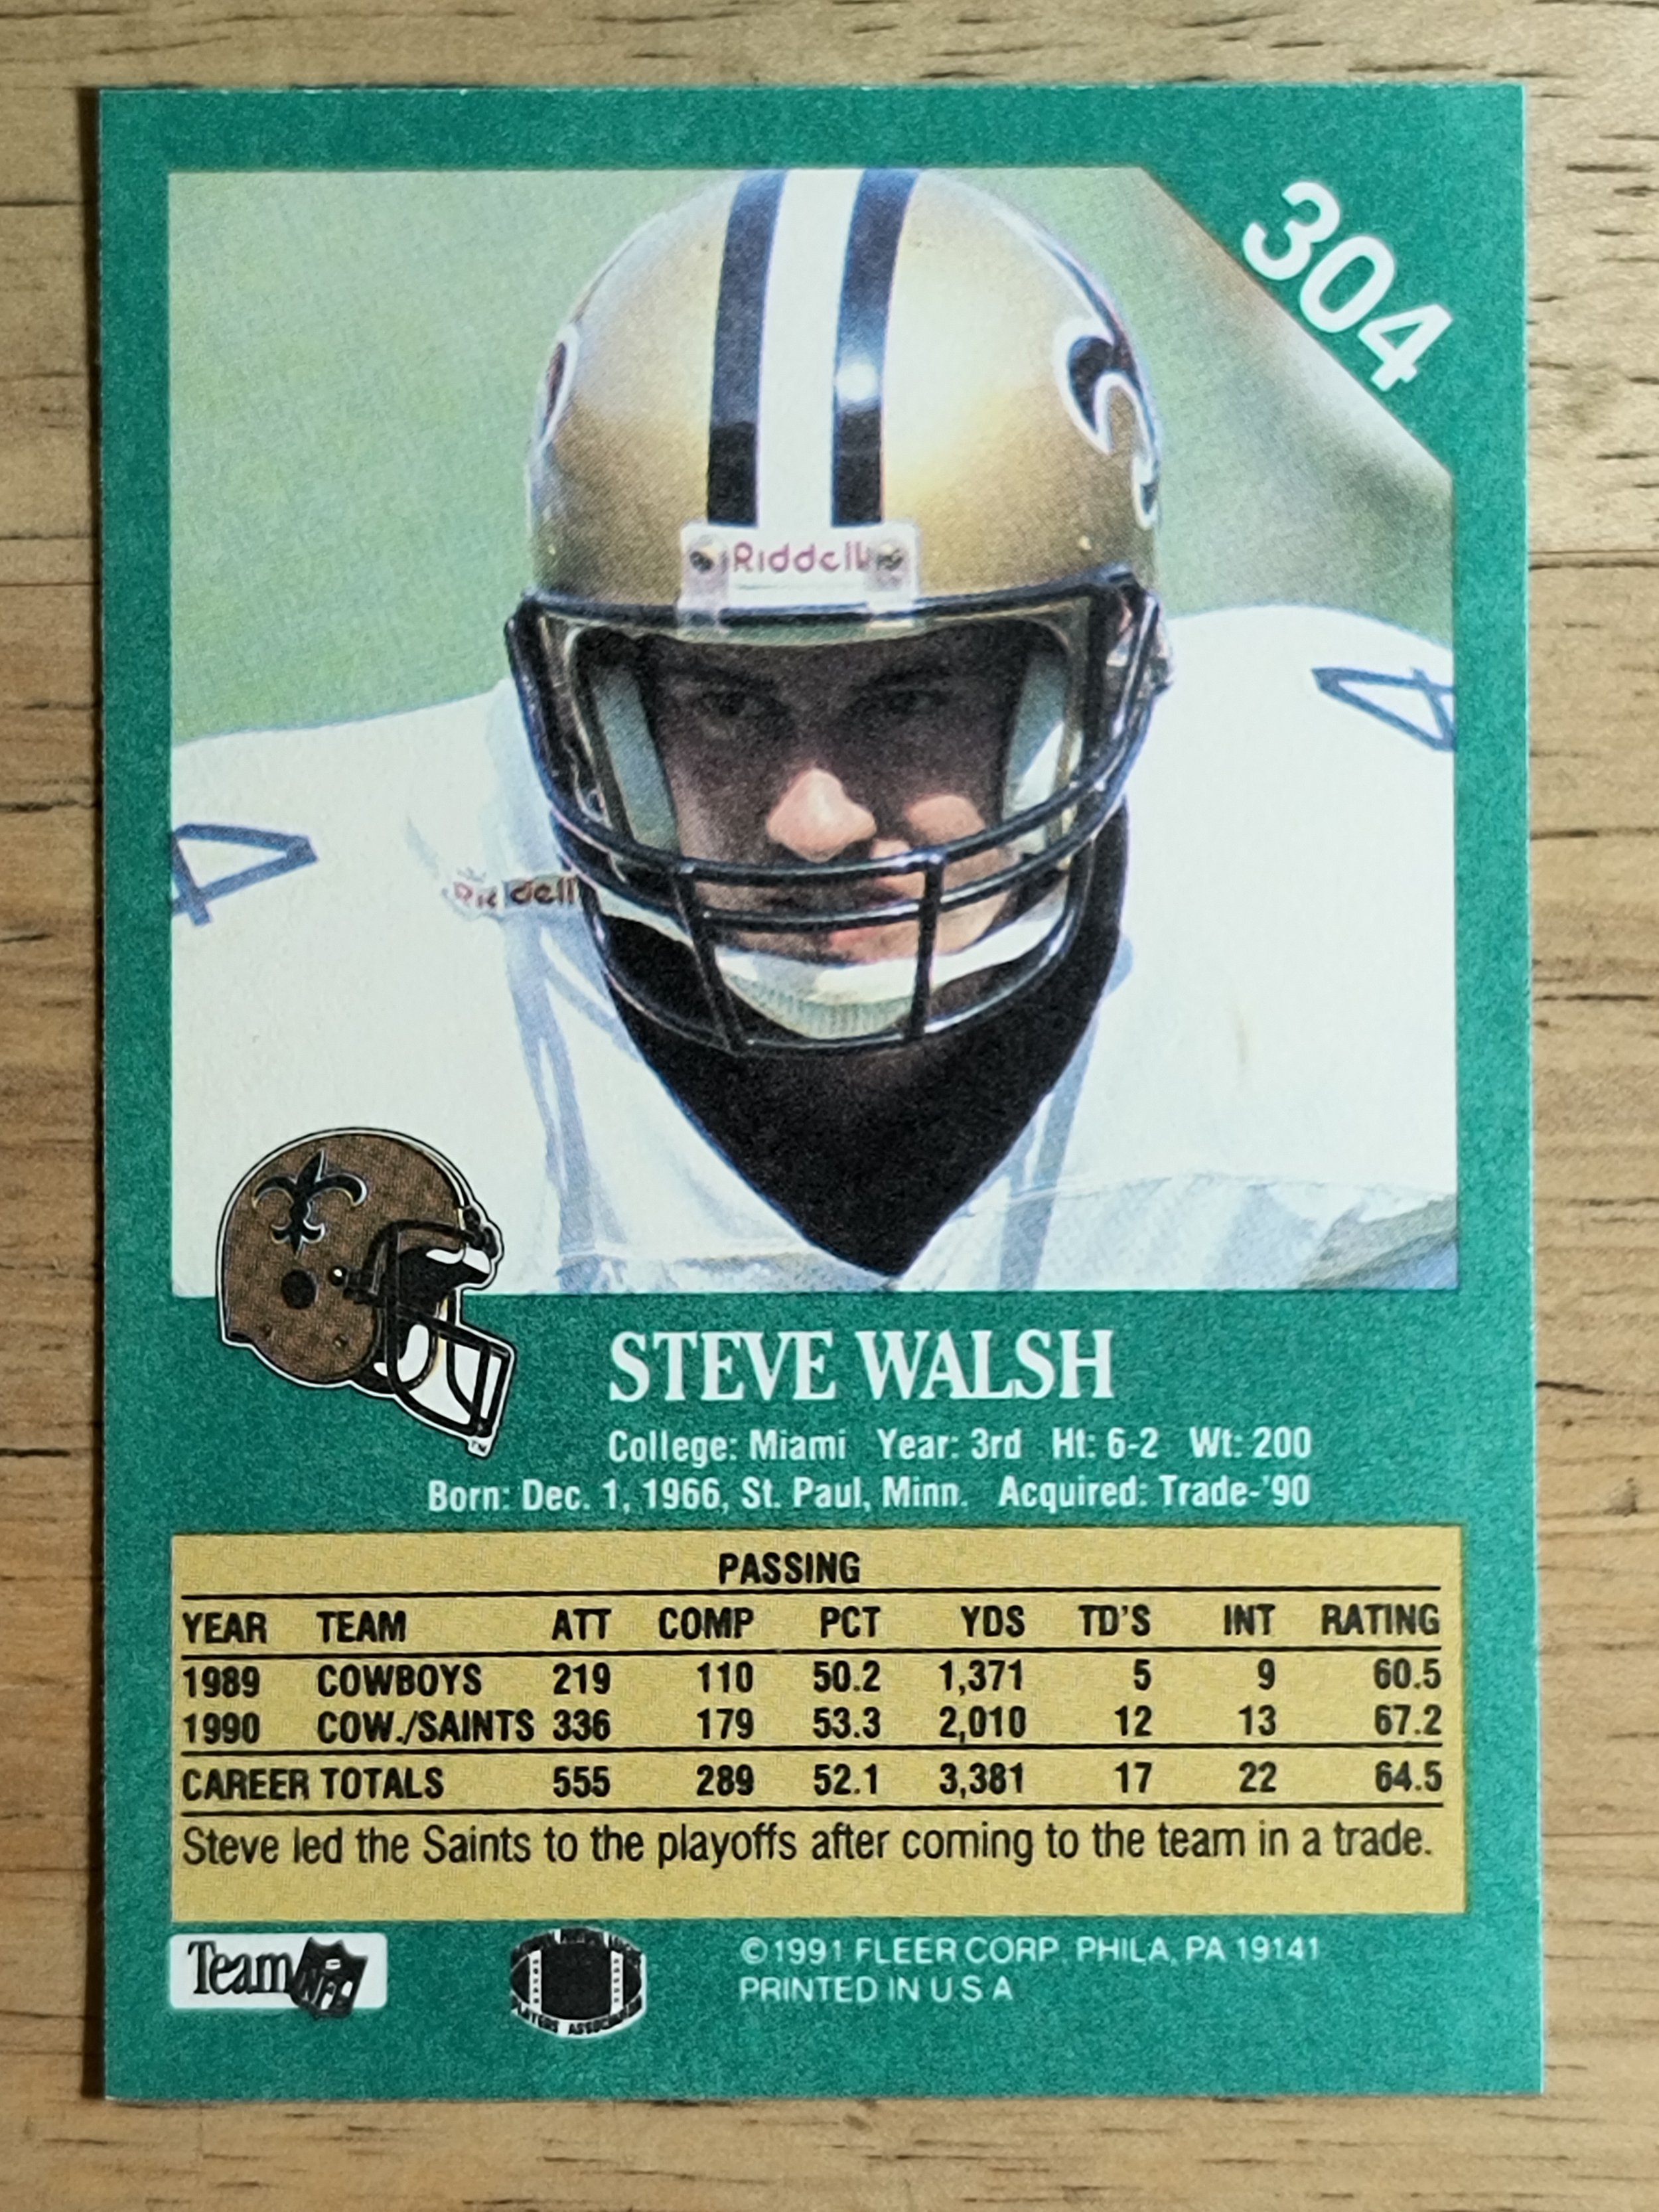 304
Riddell
Riddell
4
4
STEVE WALSH
College: Miami Year: 3rd Ht: 6-2 Wt: 200
Born: Dec. 1, 1966, St. Paul, Minn. Acquired: Trade-'90
PASSING
YEAR TEAM ATT COMP PCT YDS TD'S INT RATING
1989 COWBOYS 219 110 50.2 1,371 5 9 60.5
1990 COW./SAINTS 336 179 53.3 2,010 12 13 67.2
CAREER TOTALS 555 289 52.1 3,381 17 22 64.5
Steve led the Saints to the playoffs after coming to the team in a trade.
Team NFL
PLAYERS ASSOCIATION
© 1991 FLEER CORP. PHILA, PA 19141
PRINTED IN U S A
TM